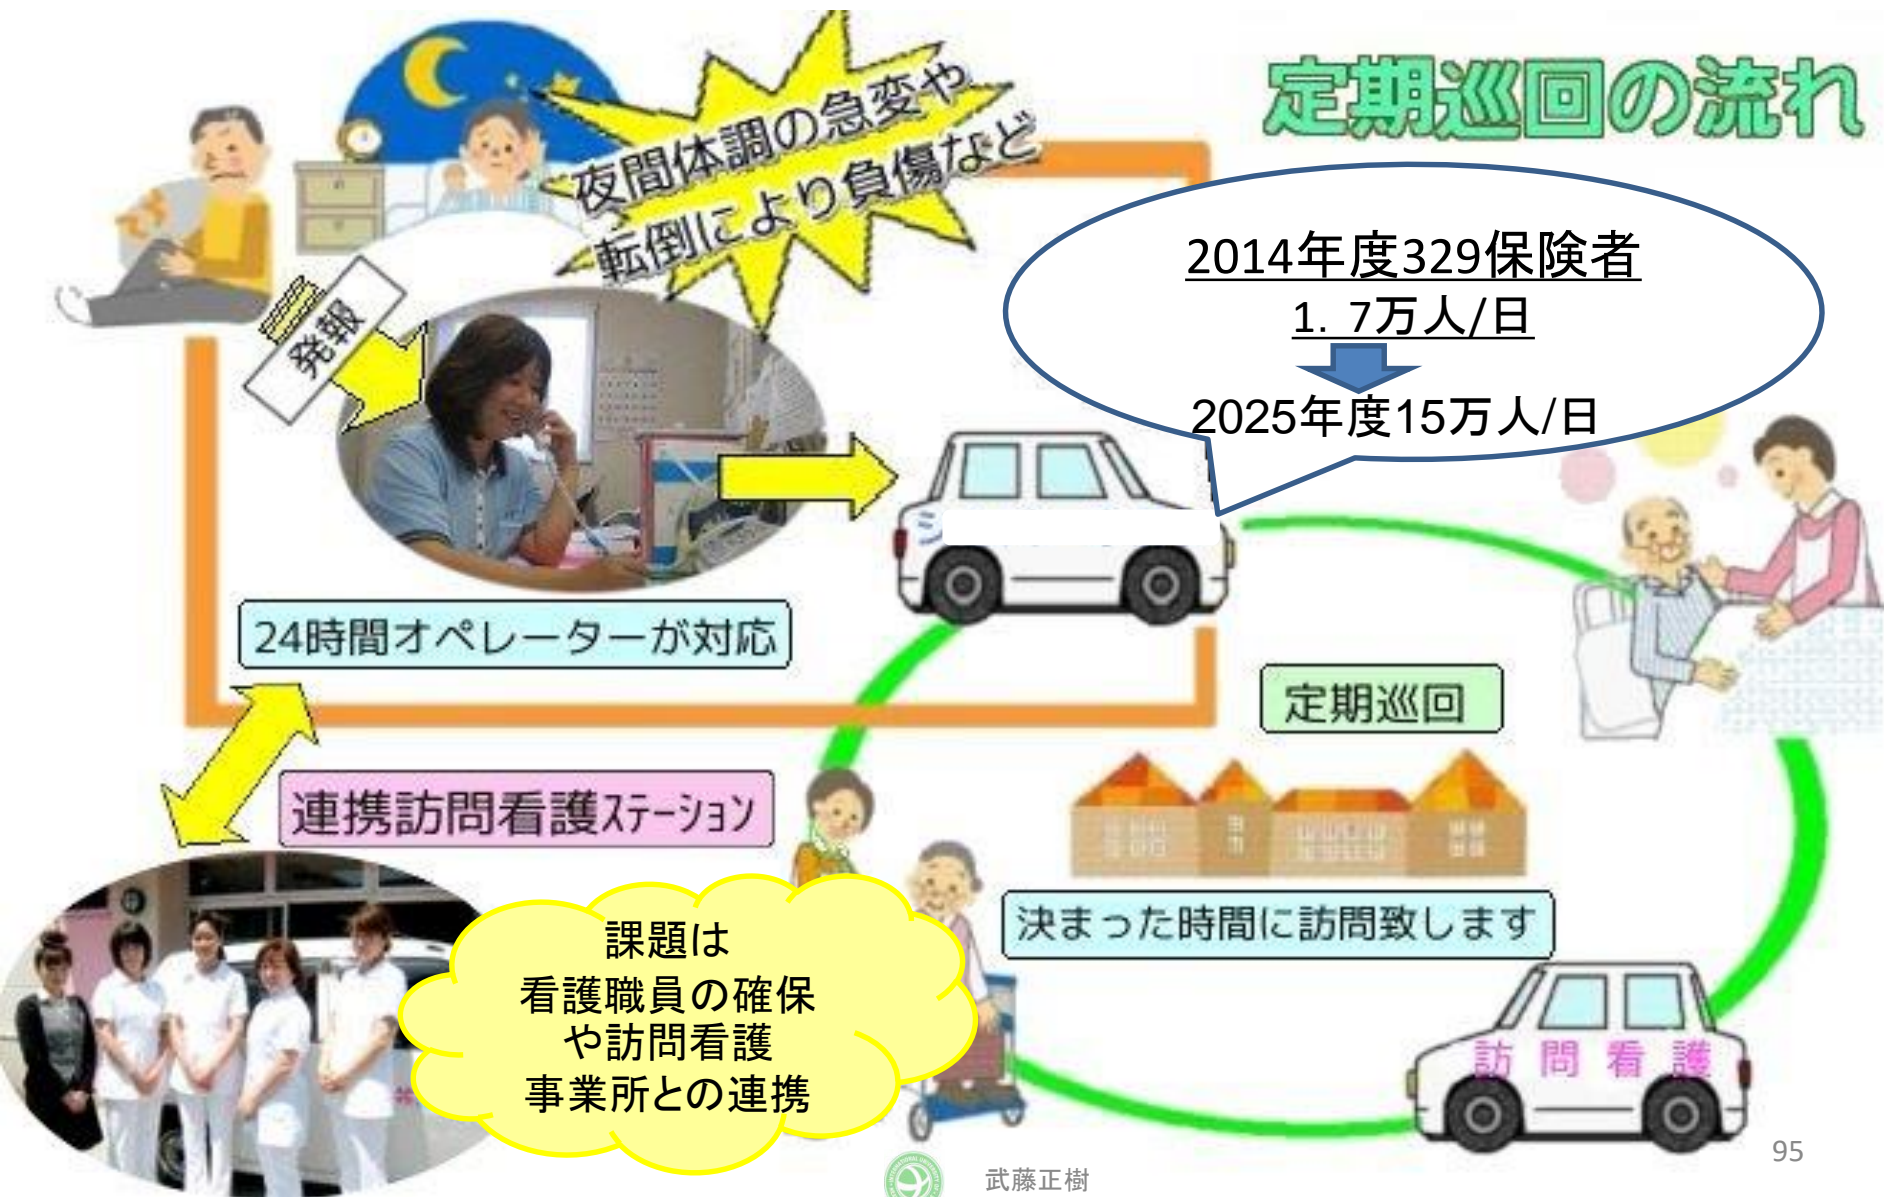 定期巡回の流れ
夜間体調の急変や
転倒により負傷など
2014年度329保険者
1．7万人/日
2025年度15万人/日
発報
24時間オペレーターが対応
定期巡回
連携訪問看護ｽﾃｰｼｮﾝ
決まった時間に訪問致します
課題は
看護職員の確保
や訪問看護
事業所との連携
訪問看護
95
武藤正樹